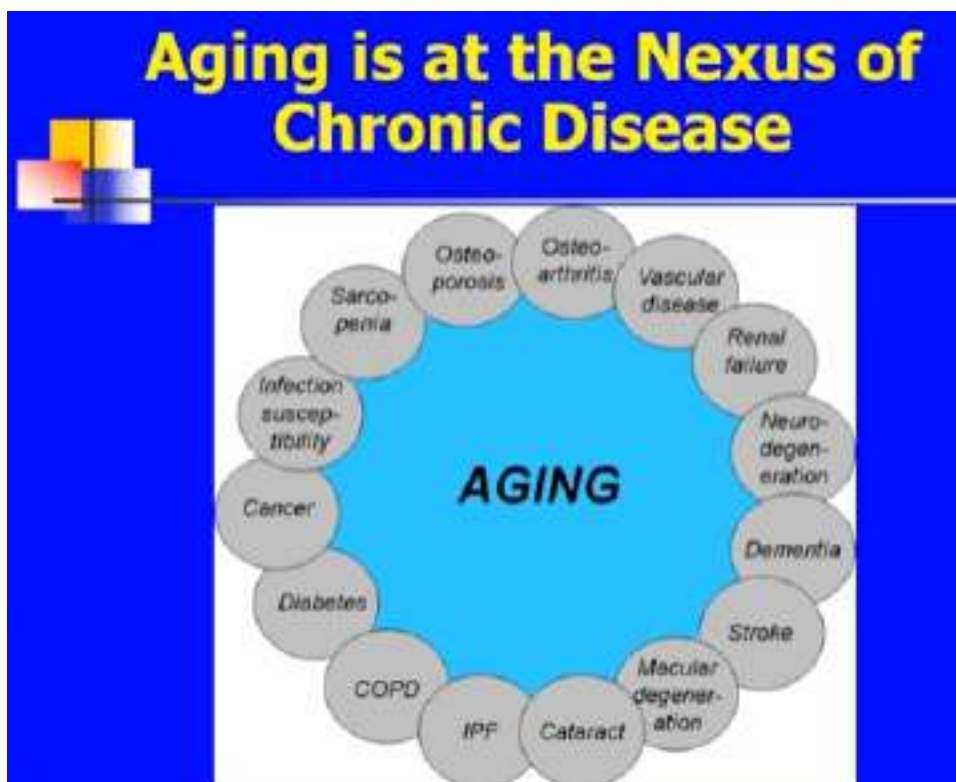 Aging is at the Nexus of
Chronic Disease
Osteo-
porosis
Osteo-
arthritis
Vascular
disease
Renal
failure
Neuro-
degen-
eration
Dementia
Stroke
Macular
degener-
ation
Cataract
IPF
COPD
Diabetes
Cancer
Infection
suscep-
tibility
Sarco-
penia
AGING